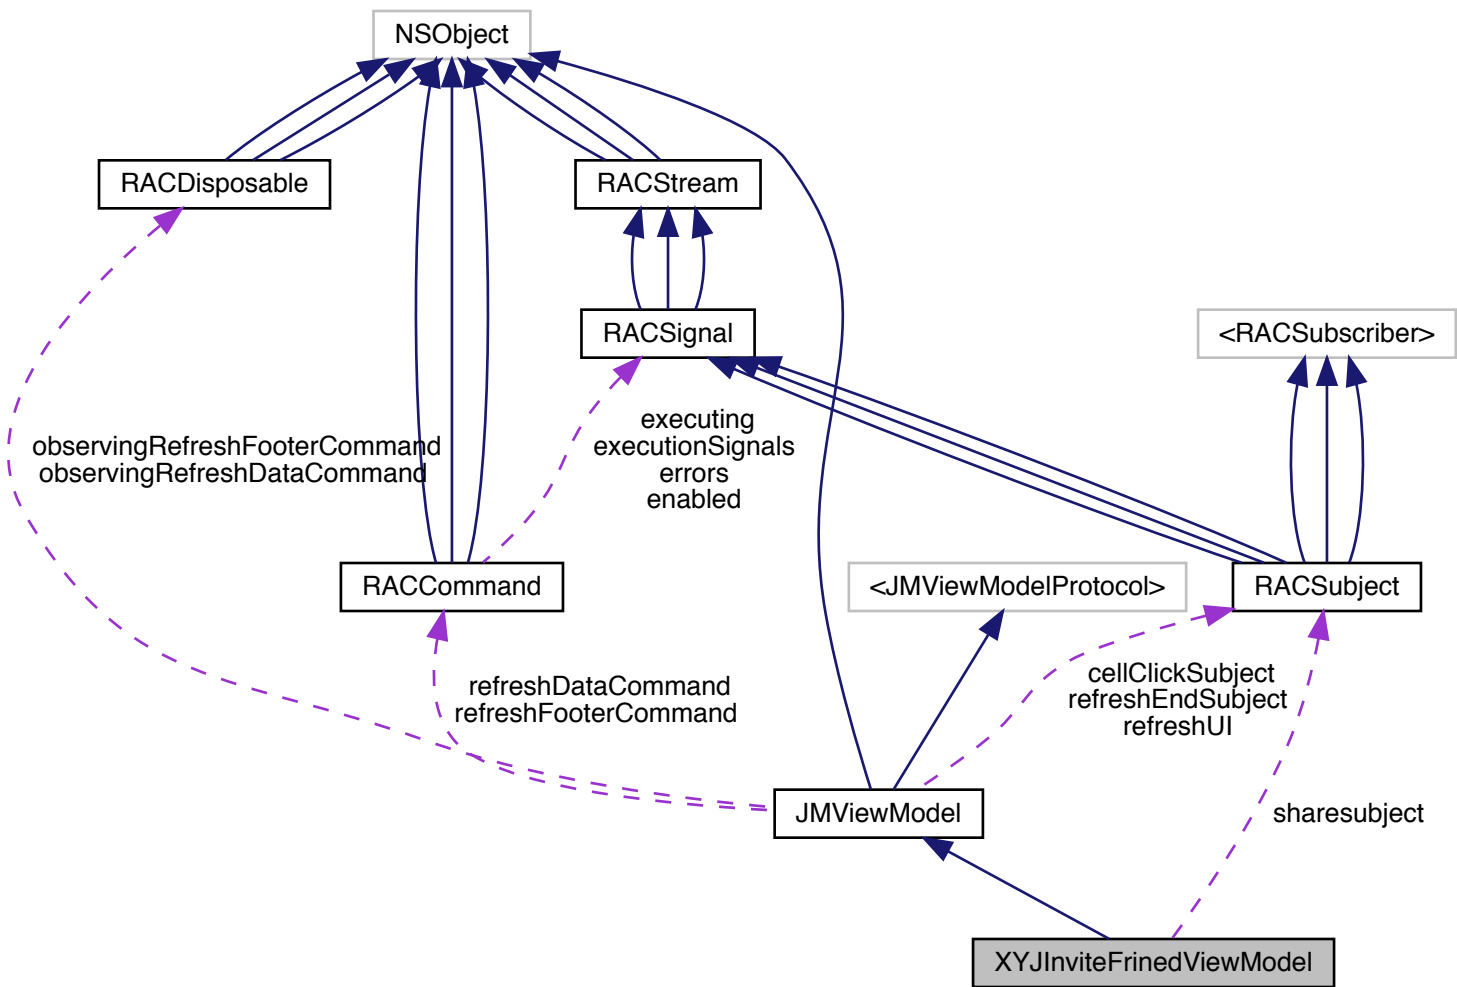 NSObject
RACDisposable
RACStream
RACSignal
<RACSubscriber>
observingRefreshFooterCommand
observingRefreshDataCommand
executing
executionSignals
errors
enabled
RACCommand
<JMViewModelProtocol>
RACSubject
refreshDataCommand
refreshFooterCommand
cellClickSubject
refreshEndSubject
refreshUI
JMViewModel
sharesubject
XYJInviteFrinedViewModel